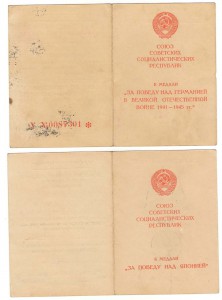 СОЮЗ
СОВЕТСКИХ
СОЦИАЛИСТИЧЕСКИХ
РЕСПУБЛИК
К МЕДАЛИ
"ЗА ПОБЕДУ НАД ГЕРМАНИЕЙ
В ВЕЛИКОЙ ОТЕЧЕСТВЕННОЙ
ВОЙНЕ 1941—1945 гг."
СОЮЗ
СОВЕТСКИХ
СОЦИАЛИСТИЧЕСКИХ
РЕСПУБЛИК
К МЕДАЛИ
„ЗА ПОБЕДУ НАД ЯПОНИЕЙ"